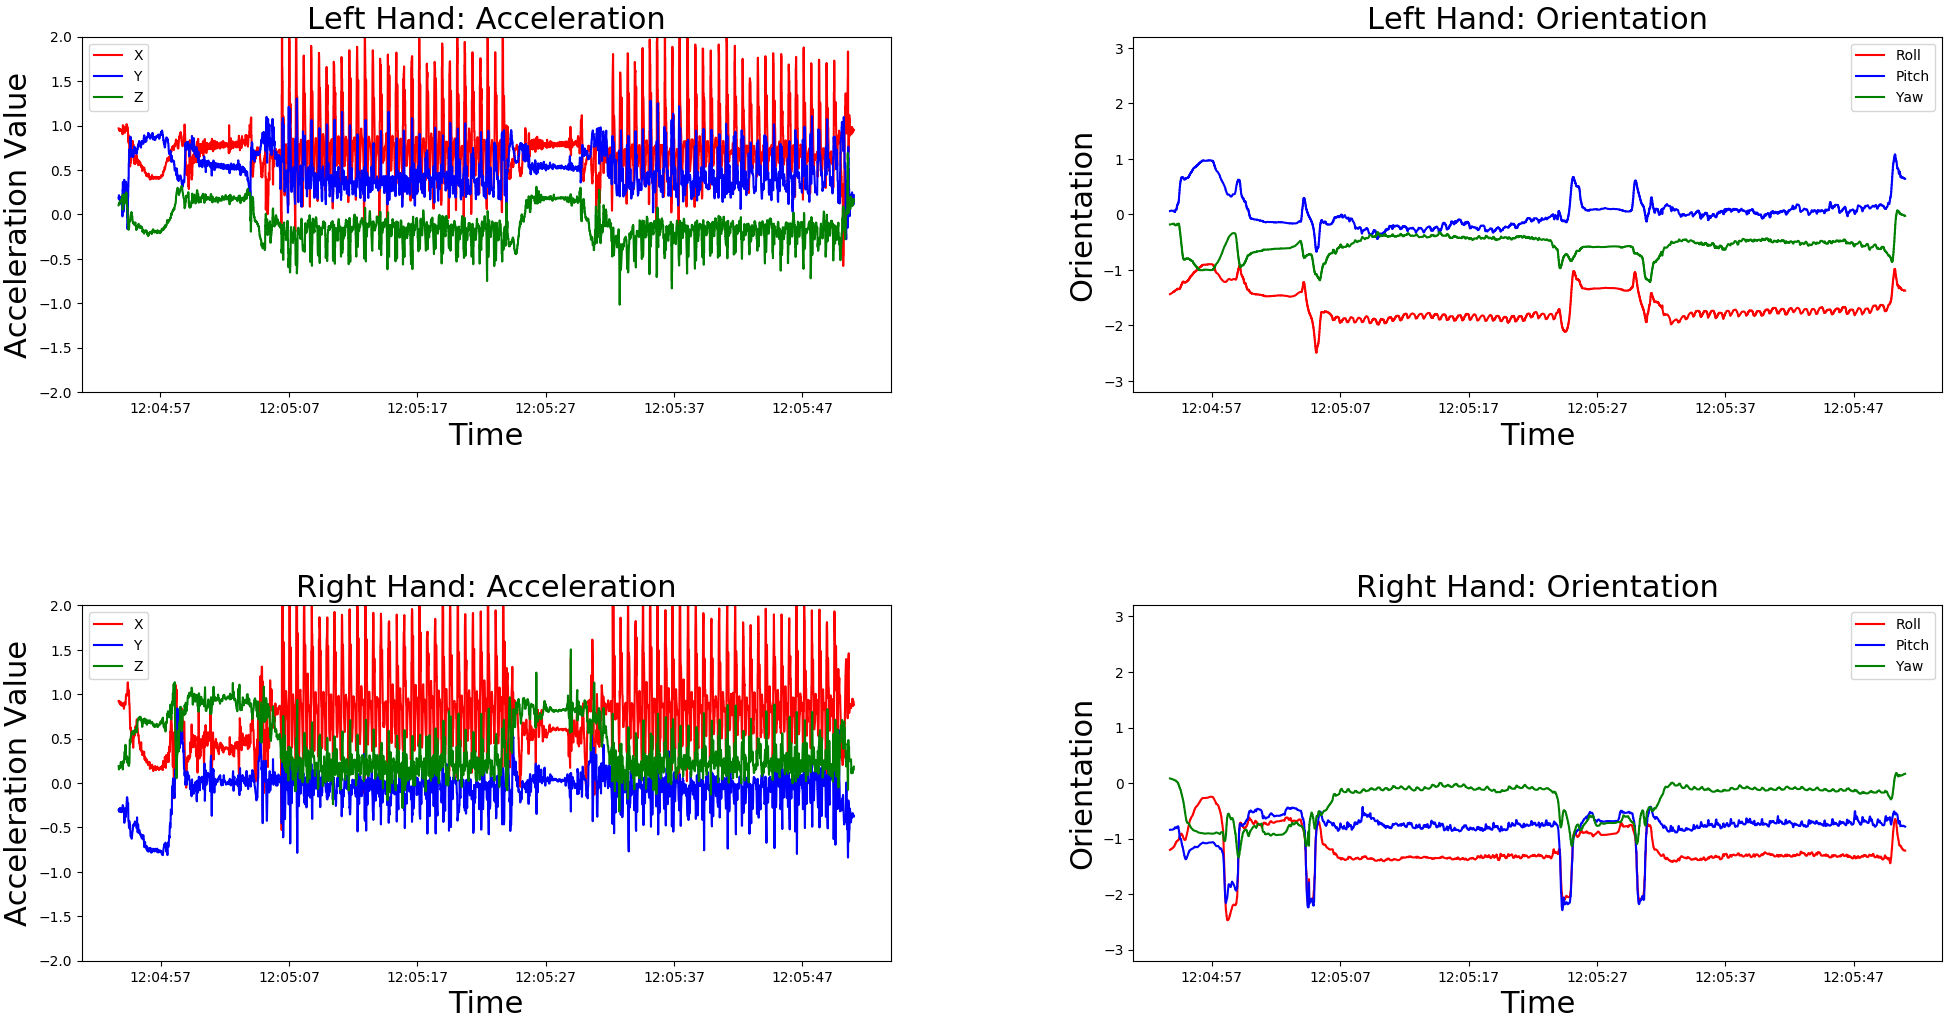 Left Hand: Acceleration
Acceleration Value
2.0
1.5
1.0
0.5
0.0
−0.5
−1.0
−1.5
−2.0
X
Y
Z
12:04:57 12:05:07 12:05:17 12:05:27 12:05:37 12:05:47
Time
Left Hand: Orientation
Orientation
3
2
1
0
−1
−2
−3
Roll
Pitch
Yaw
12:04:57 12:05:07 12:05:17 12:05:27 12:05:37 12:05:47
Time
Right Hand: Acceleration
Acceleration Value
2.0
1.5
1.0
0.5
0.0
−0.5
−1.0
−1.5
−2.0
X
Y
Z
12:04:57 12:05:07 12:05:17 12:05:27 12:05:37 12:05:47
Time
Right Hand: Orientation
Orientation
3
2
1
0
−1
−2
−3
Roll
Pitch
Yaw
12:04:57 12:05:07 12:05:17 12:05:27 12:05:37 12:05:47
Time